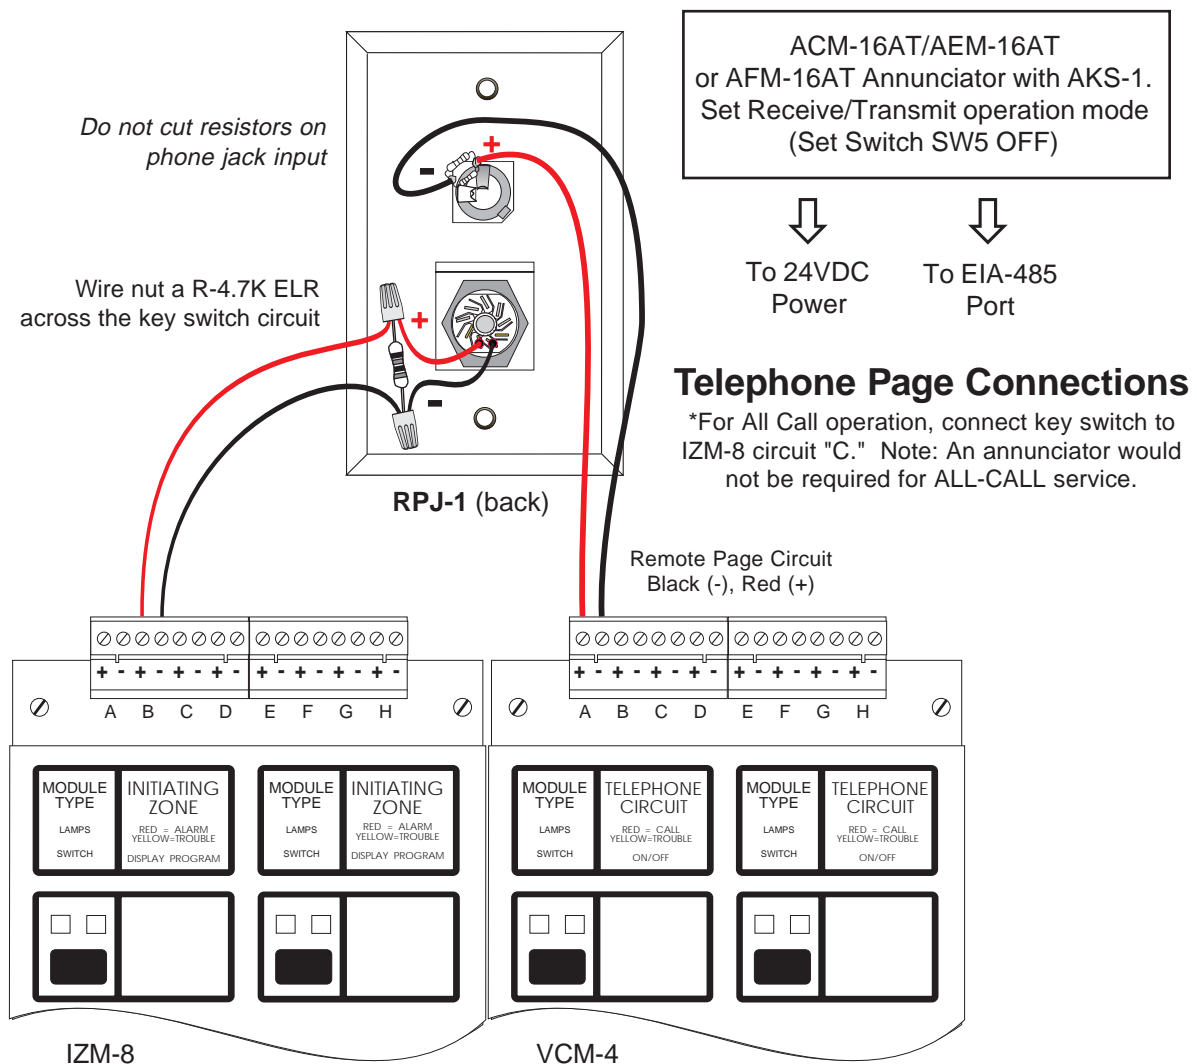 ACM-16AT/AEM-16AT
or AFM-16AT Annunciator with AKS-1.
Set Receive/Transmit operation mode
(Set Switch SW5 OFF)
Do not cut resistors on
phone jack input
+
-
To 24VDC
Power
To EIA-485
Port
Wire nut a R-4.7K ELR
across the key switch circuit
+
-
Telephone Page Connections
*For All Call operation, connect key switch to
IZM-8 circuit "C." Note: An annunciator would
not be required for ALL-CALL service.
RPJ-1 (back)
Remote Page Circuit
Black (-), Red (+)
+ - + - + - + - + - + - + - + -
A B C D E F G H
+ - + - + - + - + - + - + - + -
A B C D E F G H
MODULE
TYPE
LAMPS
SWITCH
INITIATING
ZONE
RED = ALARM
YELLOW=TROUBLE
DISPLAY PROGRAM
MODULE
TYPE
LAMPS
SWITCH
INITIATING
ZONE
RED = ALARM
YELLOW=TROUBLE
DISPLAY PROGRAM
MODULE
TYPE
LAMPS
SWITCH
TELEPHONE
CIRCUIT
RED = CALL
YELLOW=TROUBLE
ON/OFF
MODULE
TYPE
LAMPS
SWITCH
TELEPHONE
CIRCUIT
RED = CALL
YELLOW=TROUBLE
ON/OFF
IZM-8
VCM-4